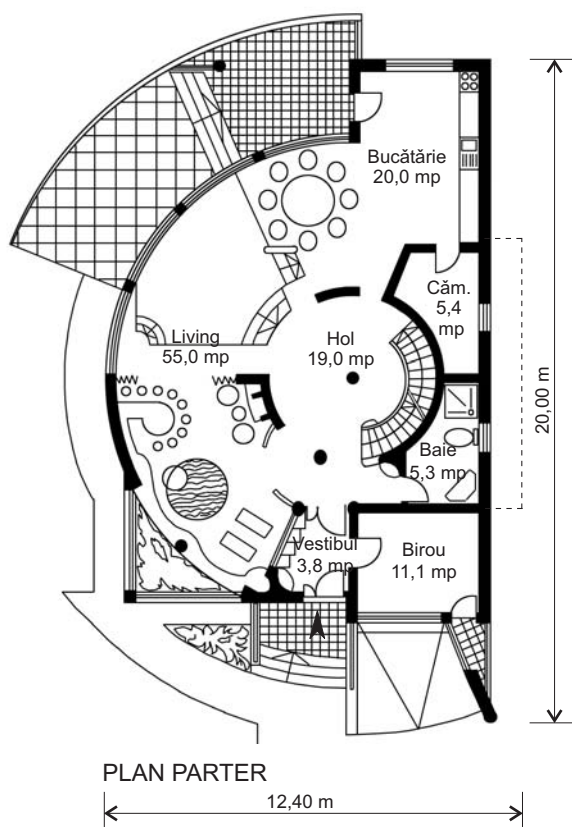 Bucătărie
20,0 mp
Căm.
5,4
mp
Living
55,0 mp
Hol
19,0 mp
20,00 m
Baie
5,3 mp
Vestibul
3,8 mp
Birou
11,1 mp
PLAN PARTER
12,40 m